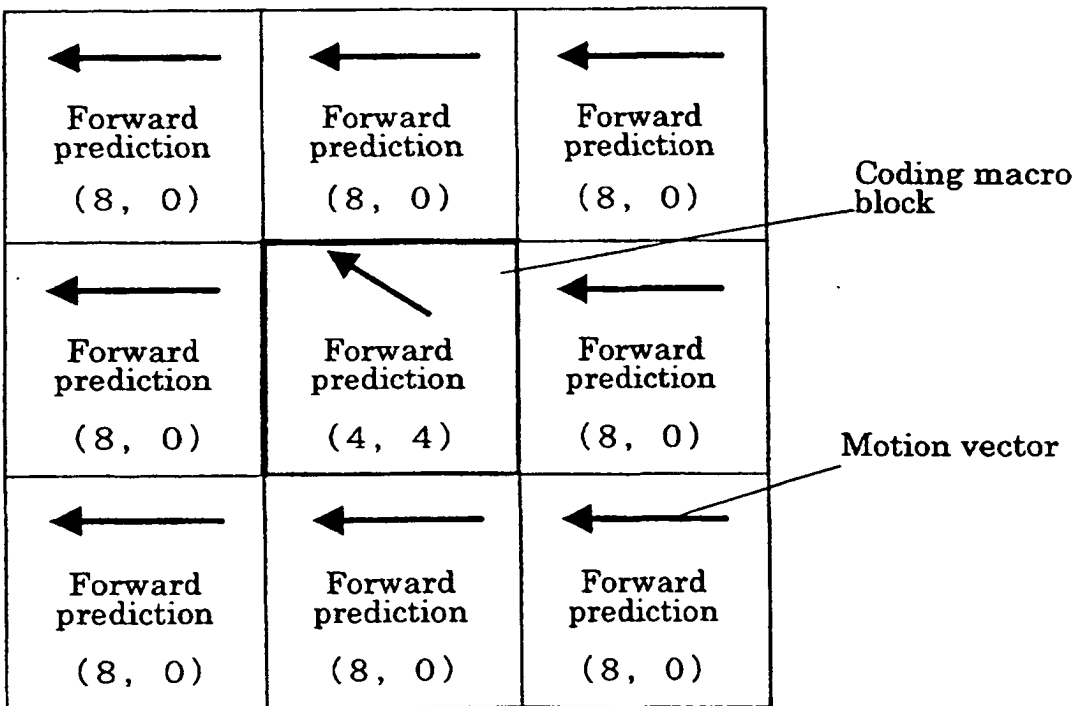 Forward
prediction
(8, 0)
Forward
prediction
(8, 0)
Forward
prediction
(8, 0)
Coding macro
block
Forward
prediction
(8, 0)
Forward
prediction
(4, 4)
Forward
prediction
(8, 0)
Motion vector
Forward
prediction
(8, 0)
Forward
prediction
(8, 0)
Forward
prediction
(8, 0)